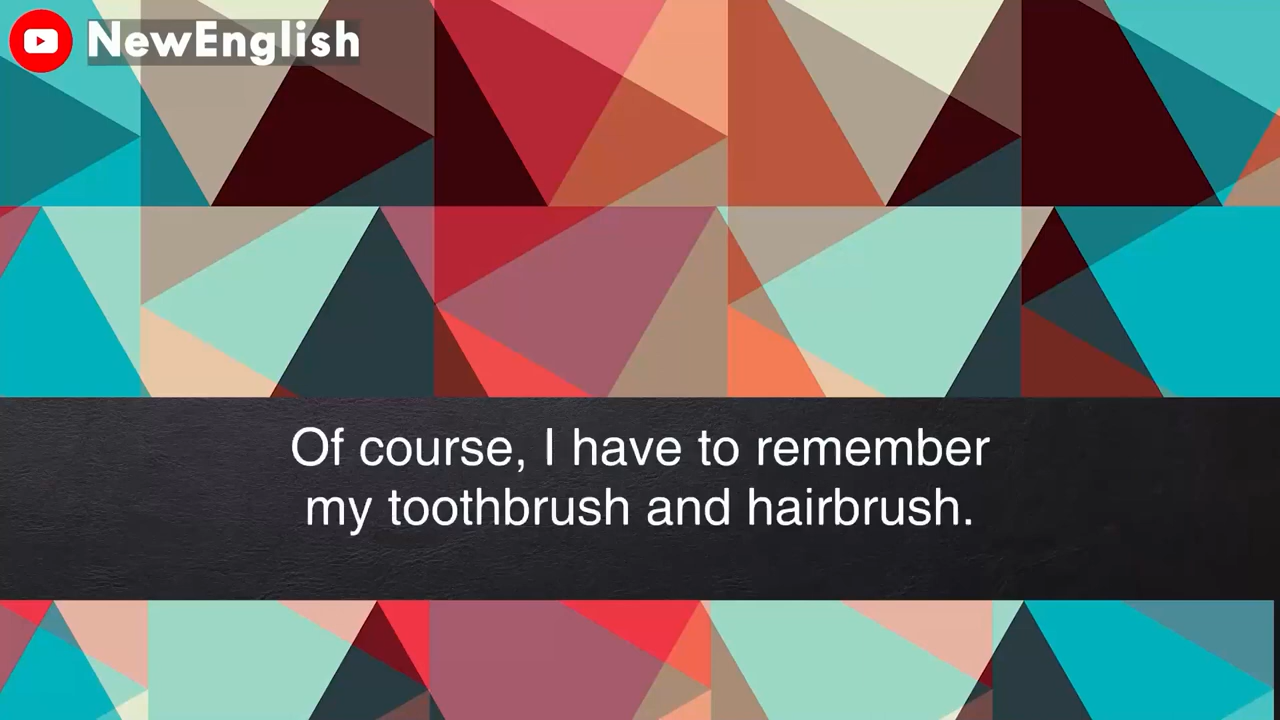 NewEnglish
Of course, I have to remember
my toothbrush and hairbrush.